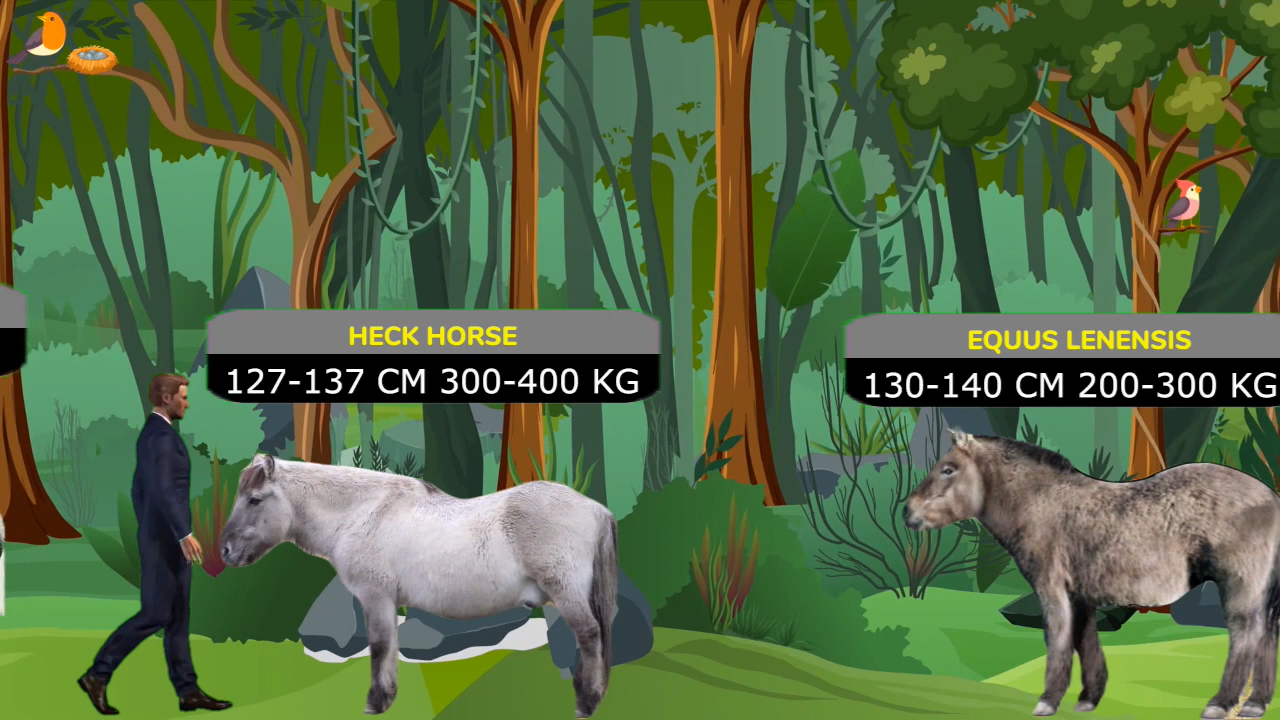 HECK HORSE
127-137 CM 300-400 KG
EQUUS LENENSIS
130-140 CM 200-300 KG